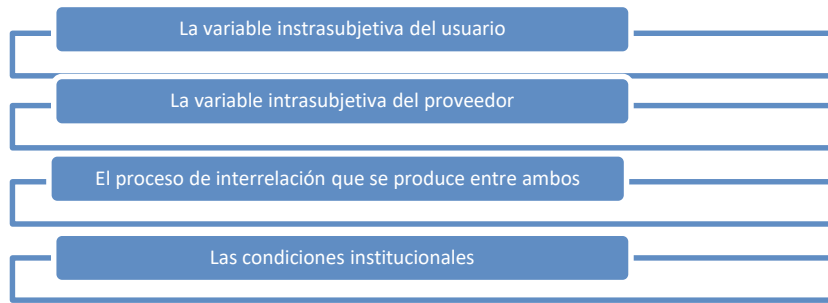 La variable instrasubjetiva del usuario
La variable intrasubjetiva del proveedor
El proceso de interrelación que se produce entre ambos
Las condiciones institucionales